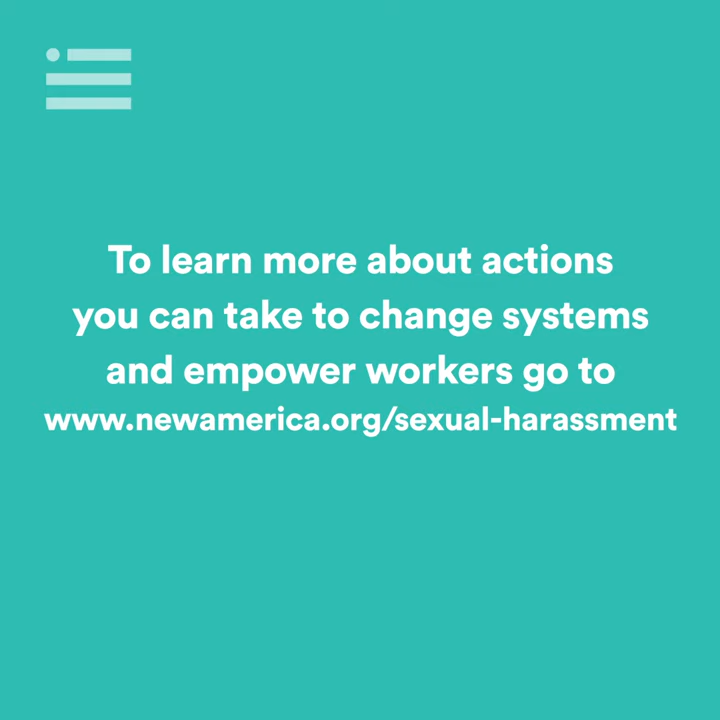 To learn more about actions
you can take to change systems
and empower workers go to
www.newamerica.org/sexual-harassment